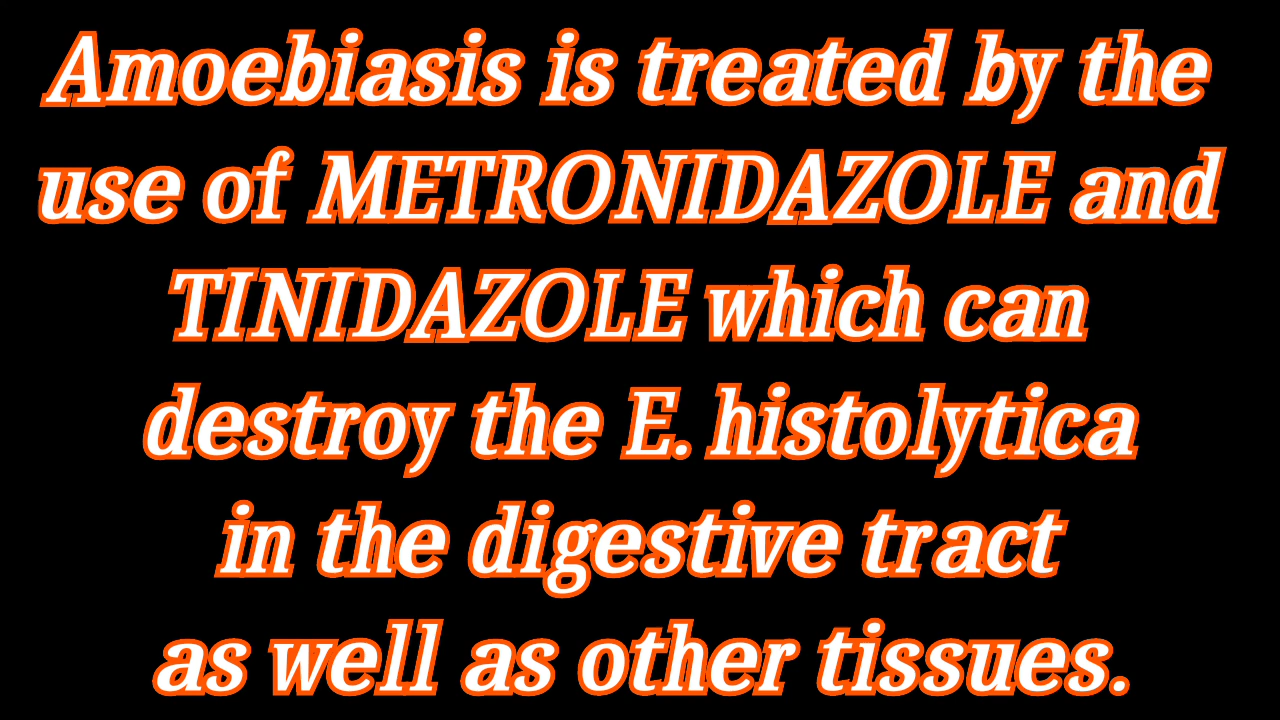 Amoebiasis is treated by the
use of METRONIDAZOLE and
TINIDAZOLE which can
destroy the E. histolytica
in the digestive tract
as well as other tissues.